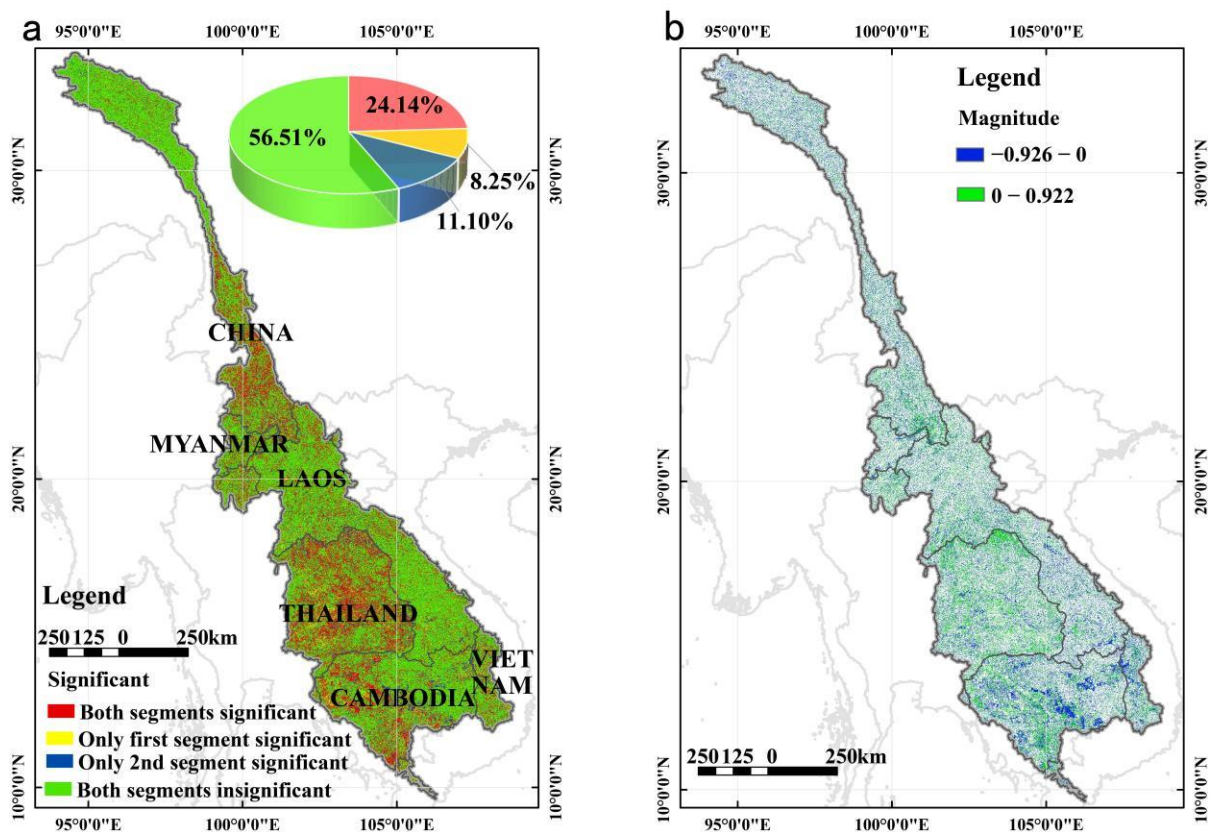 a
95°0'0"E 100°0'0"E 105°0'0"E
30°0'0"N
20°0'0"N
10°0'0"N
24.14%
56.51%
8.25%
11.10%
CHINA
MYANMAR
LAOS
THAILAND
VIET
NAM
CAMBODIA
Legend
250 125 0 250km
Significant
Both segments significant
Only first segment significant
Only 2nd segment significant
Both segments insignificant
30°0'0"N
20°0'0"N
10°0'0"N
95°0'0"E 100°0'0"E 105°0'0"E
b
95°0'0"E 100°0'0"E 105°0'0"E
30°0'0"N
20°0'0"N
10°0'0"N
Legend
Magnitude
−0.926 − 0
0 − 0.922
250 125 0 250km
30°0'0"N
20°0'0"N
10°0'0"N
95°0'0"E 100°0'0"E 105°0'0"E